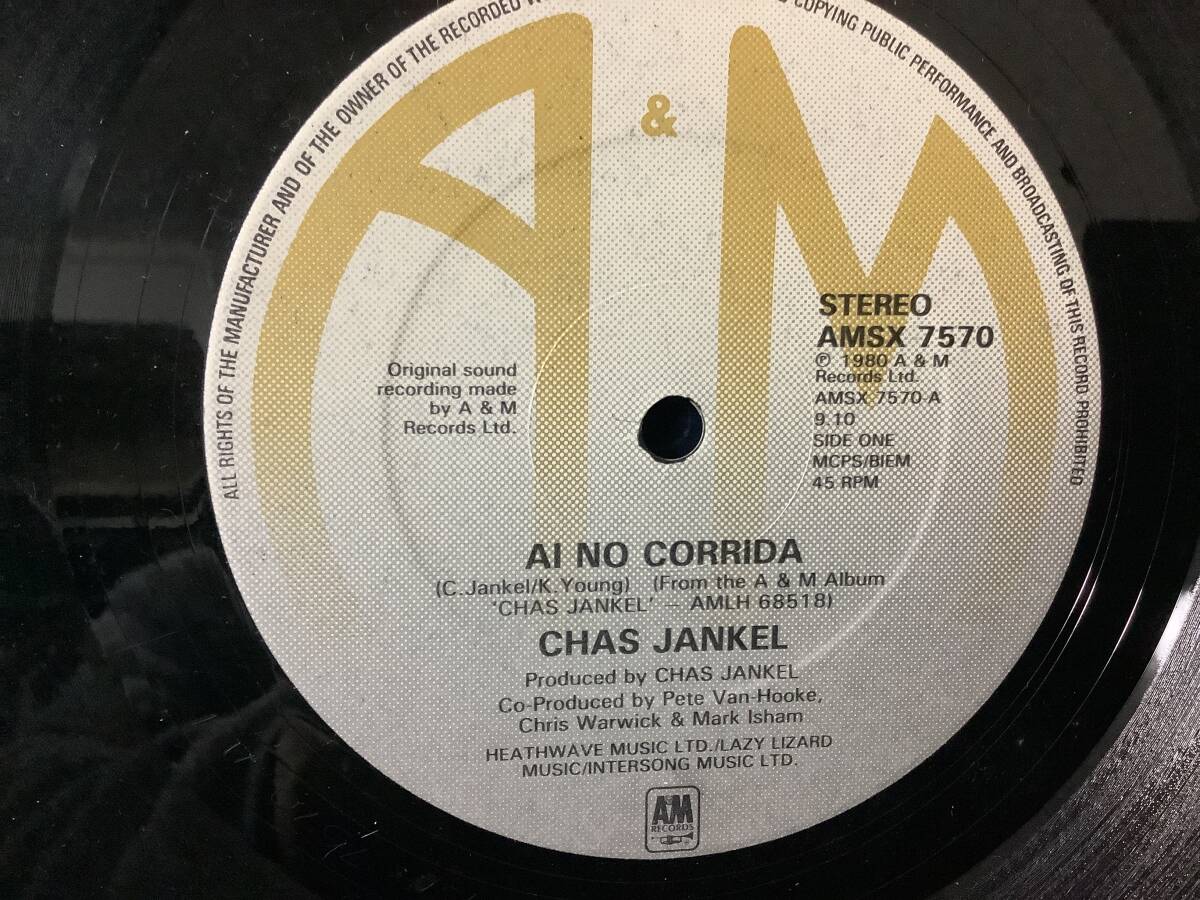 ALL RIGHTS OF THE MANUFACTURER AND OF THE OWNER OF THE RECORDED
COPYING PUBLIC PERFORMANCE AND BROADCASTING OF THIS RECORD PROHIBITED
A & M
STEREO
AMSX 7570
℗ 1980 A & M
Records Ltd.
AMSX 7570-A
9.10
SIDE ONE
MCPS/BIEM
45 RPM
Original sound
recording made
by A & M
Records Ltd.
AI NO CORRIDA
(C.Jankel/K.Young) (From the A & M Album
'CHAS JANKEL' – AMLH 68518)
CHAS JANKEL
Produced by CHAS JANKEL
Co-Produced by Pete Van-Hooke,
Chris Warwick & Mark Isham
HEATHWAVE MUSIC LTD./LAZY LIZARD
MUSIC/INTERSONG MUSIC LTD.
A&M
RECORDS